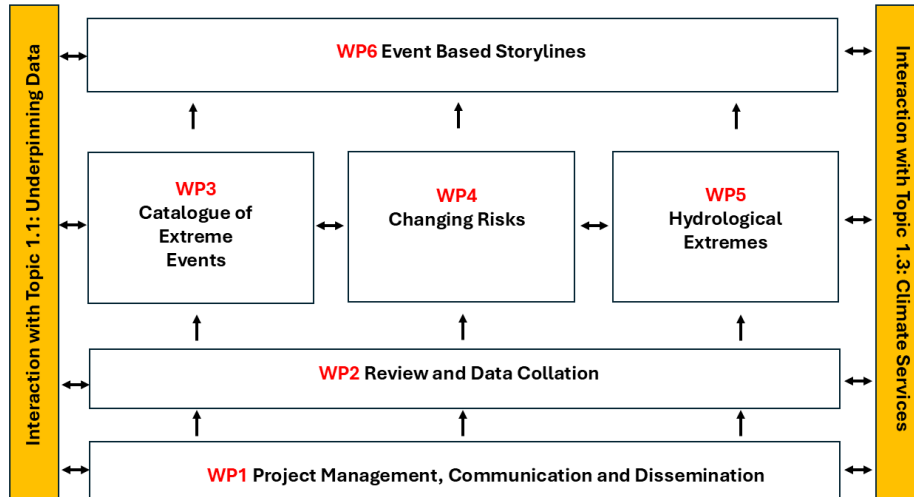 Interaction with Topic 1.1: Underpinning Data
WP6 Event Based Storylines
WP3
Catalogue of
Extreme
Events
WP4
Changing Risks
WP5
Hydrological
Extremes
WP2 Review and Data Collation
WP1 Project Management, Communication and Dissemination
Interaction with Topic 1.3: Climate Services